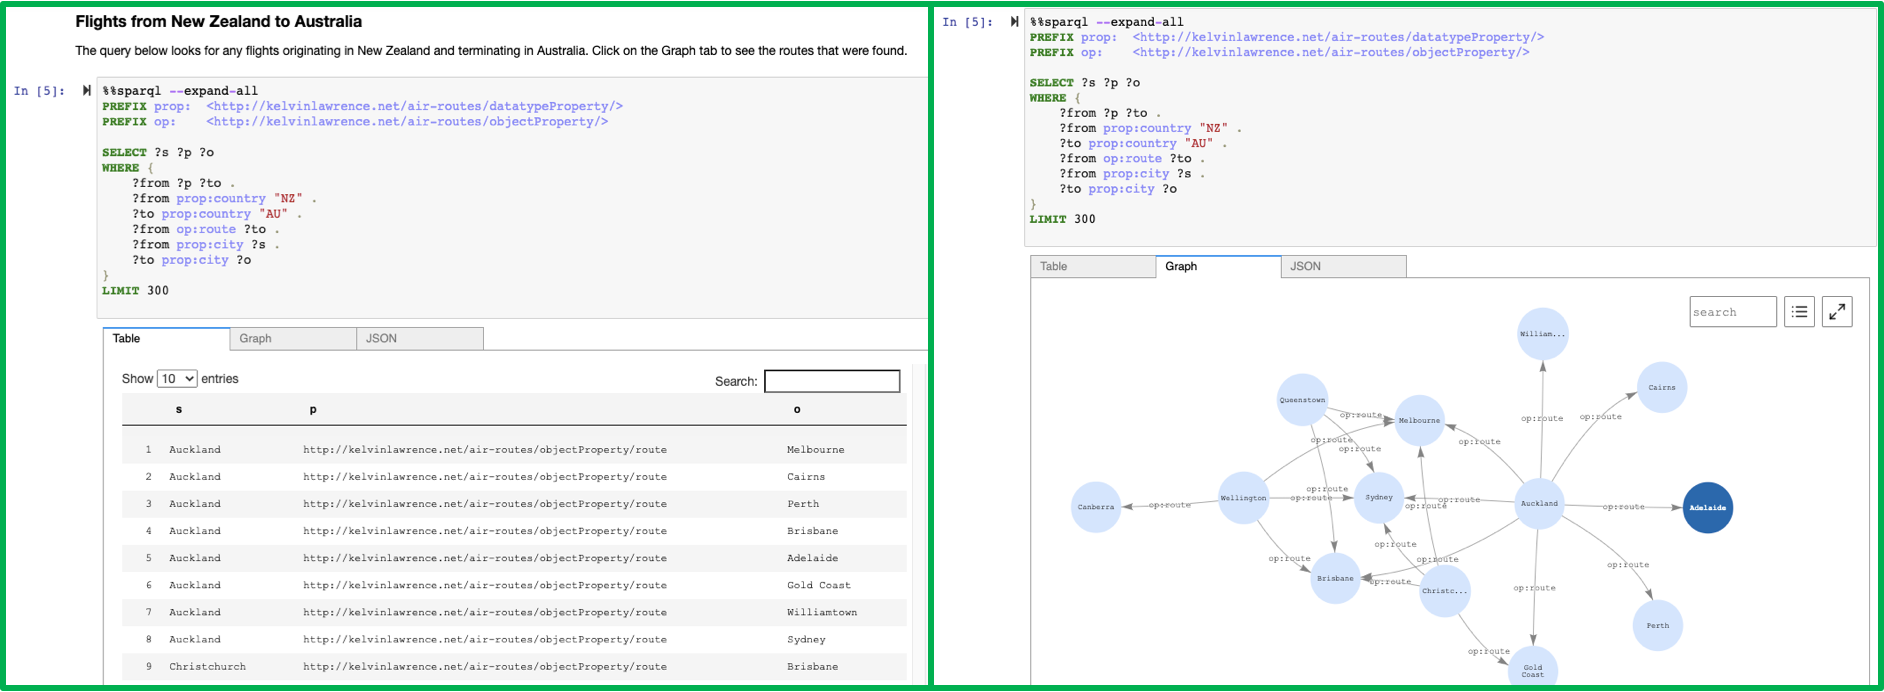 Flights from New Zealand to Australia
The query below looks for any flights originating in New Zealand and terminating in Australia. Click on the Graph tab to see the routes that were found.
In [5]:
%%sparql --expand-all
PREFIX prop: <http://kelvinlawrence.net/air-routes/datatypeProperty/>
PREFIX op: <http://kelvinlawrence.net/air-routes/objectProperty/>
SELECT ?s ?p ?o
WHERE {
?from ?p ?to .
?from prop:country "NZ" .
?to prop:country "AU" .
?from op:route ?to .
?from prop:city ?s .
?to prop:city ?o
}
LIMIT 300
Table Graph JSON
Show 10 entries Search:
s p o
1 Auckland http://kelvinlawrence.net/air-routes/objectProperty/route Melbourne
2 Auckland http://kelvinlawrence.net/air-routes/objectProperty/route Cairns
3 Auckland http://kelvinlawrence.net/air-routes/objectProperty/route Perth
4 Auckland http://kelvinlawrence.net/air-routes/objectProperty/route Brisbane
5 Auckland http://kelvinlawrence.net/air-routes/objectProperty/route Adelaide
6 Auckland http://kelvinlawrence.net/air-routes/objectProperty/route Gold Coast
7 Auckland http://kelvinlawrence.net/air-routes/objectProperty/route Williamtown
8 Auckland http://kelvinlawrence.net/air-routes/objectProperty/route Sydney
9 Christchurch http://kelvinlawrence.net/air-routes/objectProperty/route Brisbane
In [5]:
%%sparql --expand-all
PREFIX prop: <http://kelvinlawrence.net/air-routes/datatypeProperty/>
PREFIX op: <http://kelvinlawrence.net/air-routes/objectProperty/>
SELECT ?s ?p ?o
WHERE {
?from ?p ?to .
?from prop:country "NZ" .
?to prop:country "AU" .
?from op:route ?to .
?from prop:city ?s .
?to prop:city ?o
}
LIMIT 300
Table Graph JSON
search
William...
Cairns
Queenstown
op:route
op:route
op:route
Melbourne
op:route
op:route
op:route
Wellington
op:route
op:route
Sydney
op:route
op:route
Auckland
op:route
Adelaide
Canberra
op:route
op:route
op:route
op:route
op:route
Brisbane
op:route
Christc...
op:route
op:route
Perth
op:route
Gold
Coast